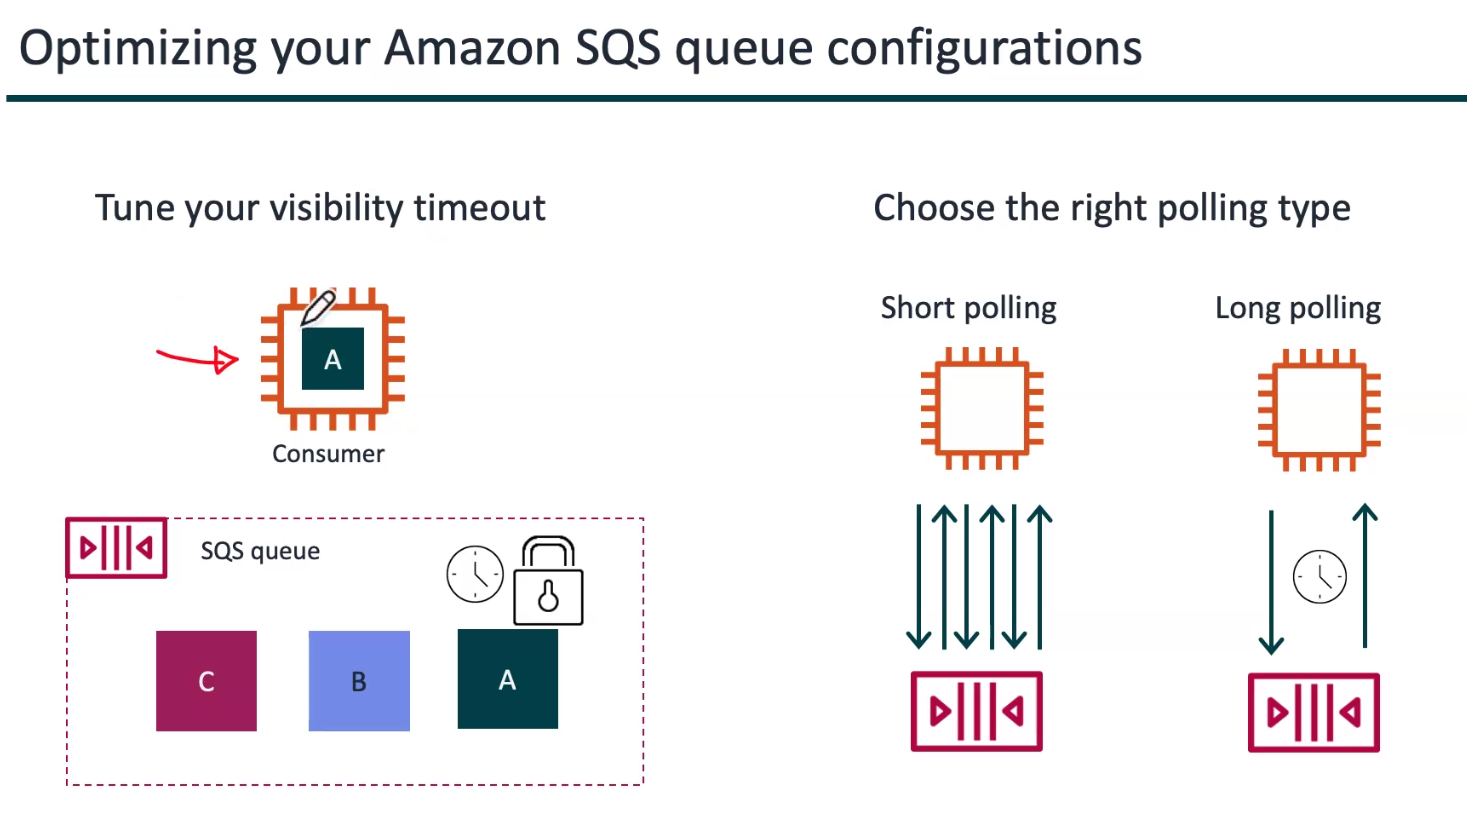 Optimizing your Amazon SQS queue configurations
Tune your visibility timeout
A
Consumer
SQS queue
C
B
A
Choose the right polling type
Short polling
Long polling